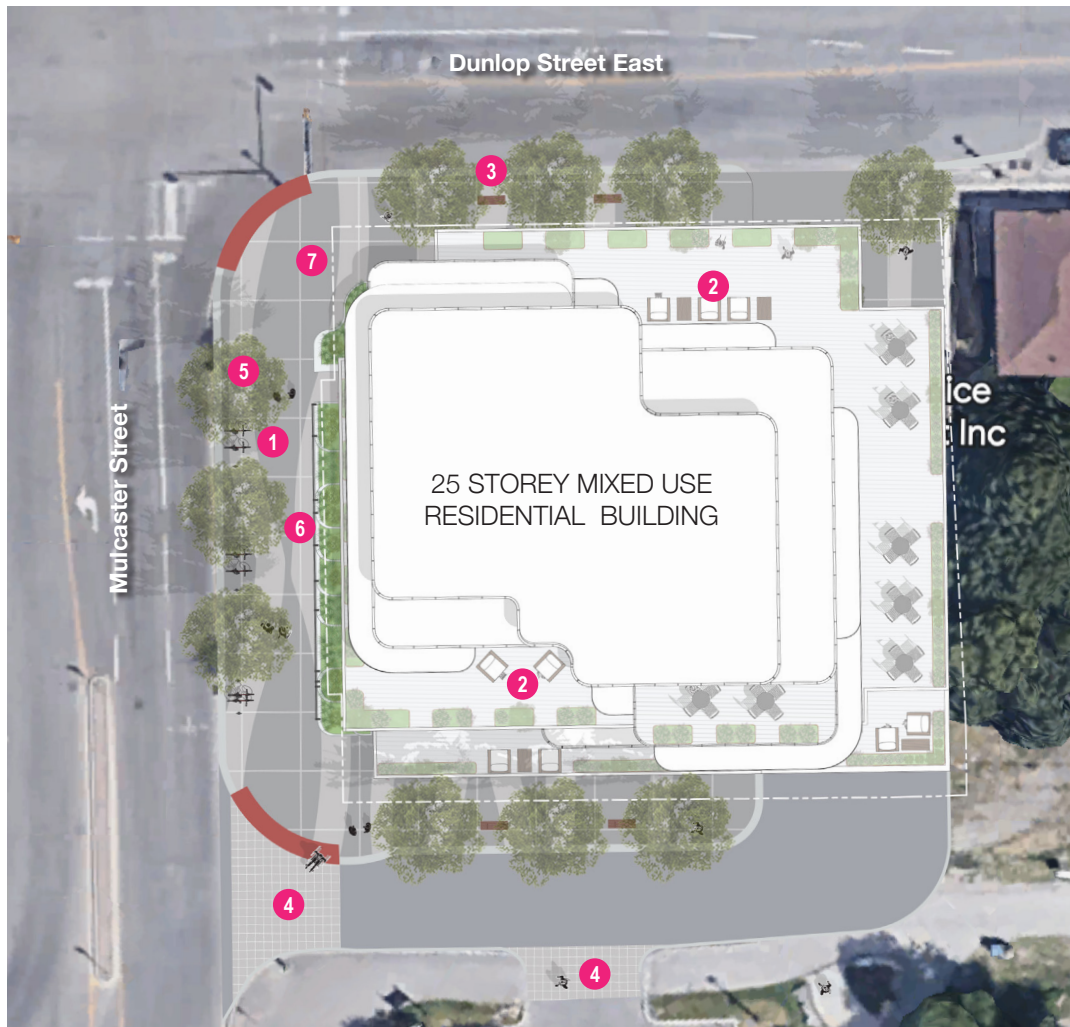 Dunlop Street East
3
7
2
5
ice
Inc
Mulcaster Street
1
25 STOREY MIXED USE
RESIDENTIAL BUILDING
6
2
4
4